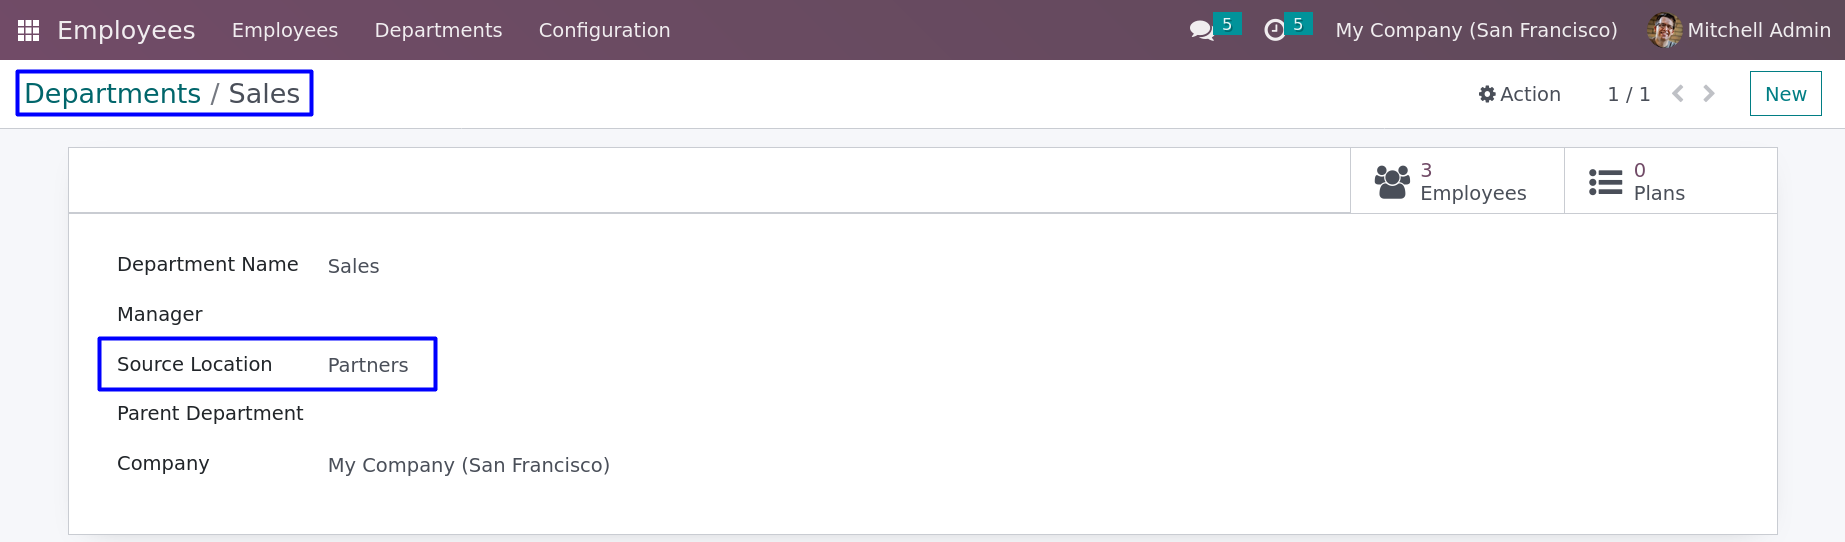 Employees Employees Departments Configuration 5 5 My Company (San Francisco) Mitchell Admin
Departments / Sales Action 1 / 1 New
3
Employees
0
Plans
Department Name Sales
Manager
Source Location Partners
Parent Department
Company My Company (San Francisco)